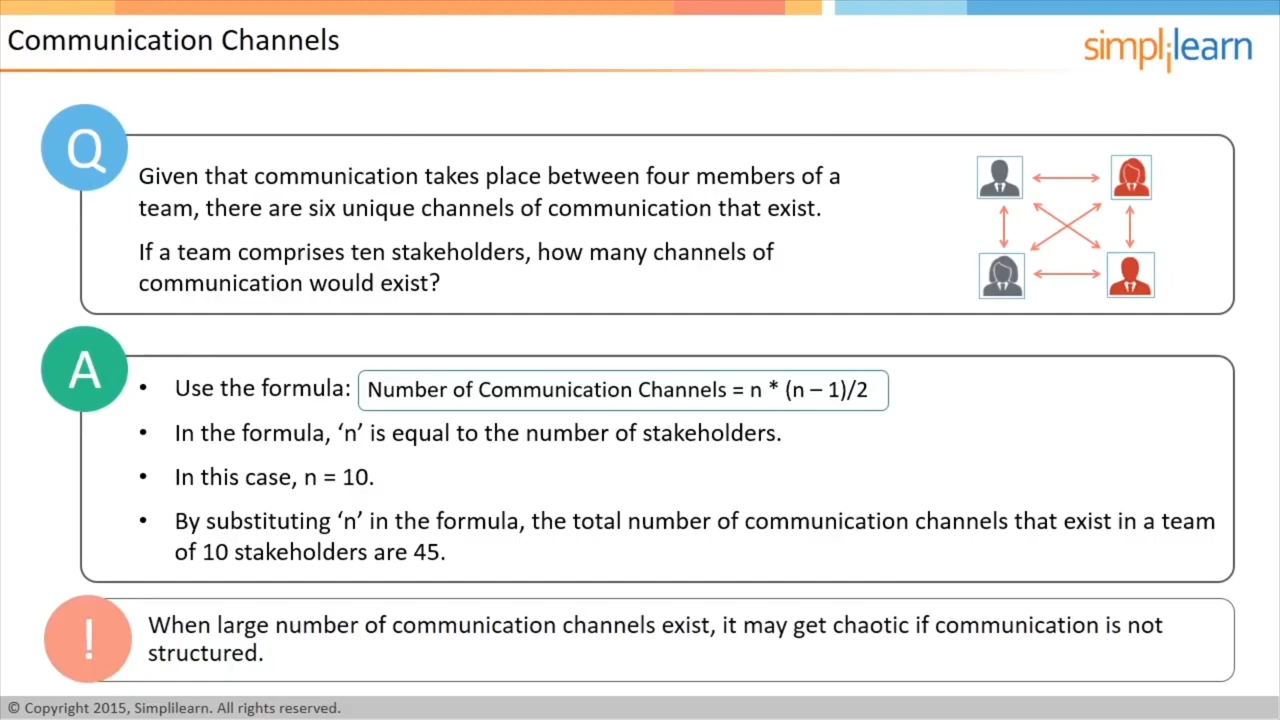 Communication Channels
simplilearn
Q
Given that communication takes place between four members of a
team, there are six unique channels of communication that exist.
If a team comprises ten stakeholders, how many channels of
communication would exist?
A
• Use the formula: Number of Communication Channels = n * (n – 1)/2
• In the formula, ‘n’ is equal to the number of stakeholders.
• In this case, n = 10.
• By substituting ‘n’ in the formula, the total number of communication channels that exist in a team
of 10 stakeholders are 45.
!
When large number of communication channels exist, it may get chaotic if communication is not
structured.
© Copyright 2015, Simplilearn. All rights reserved.